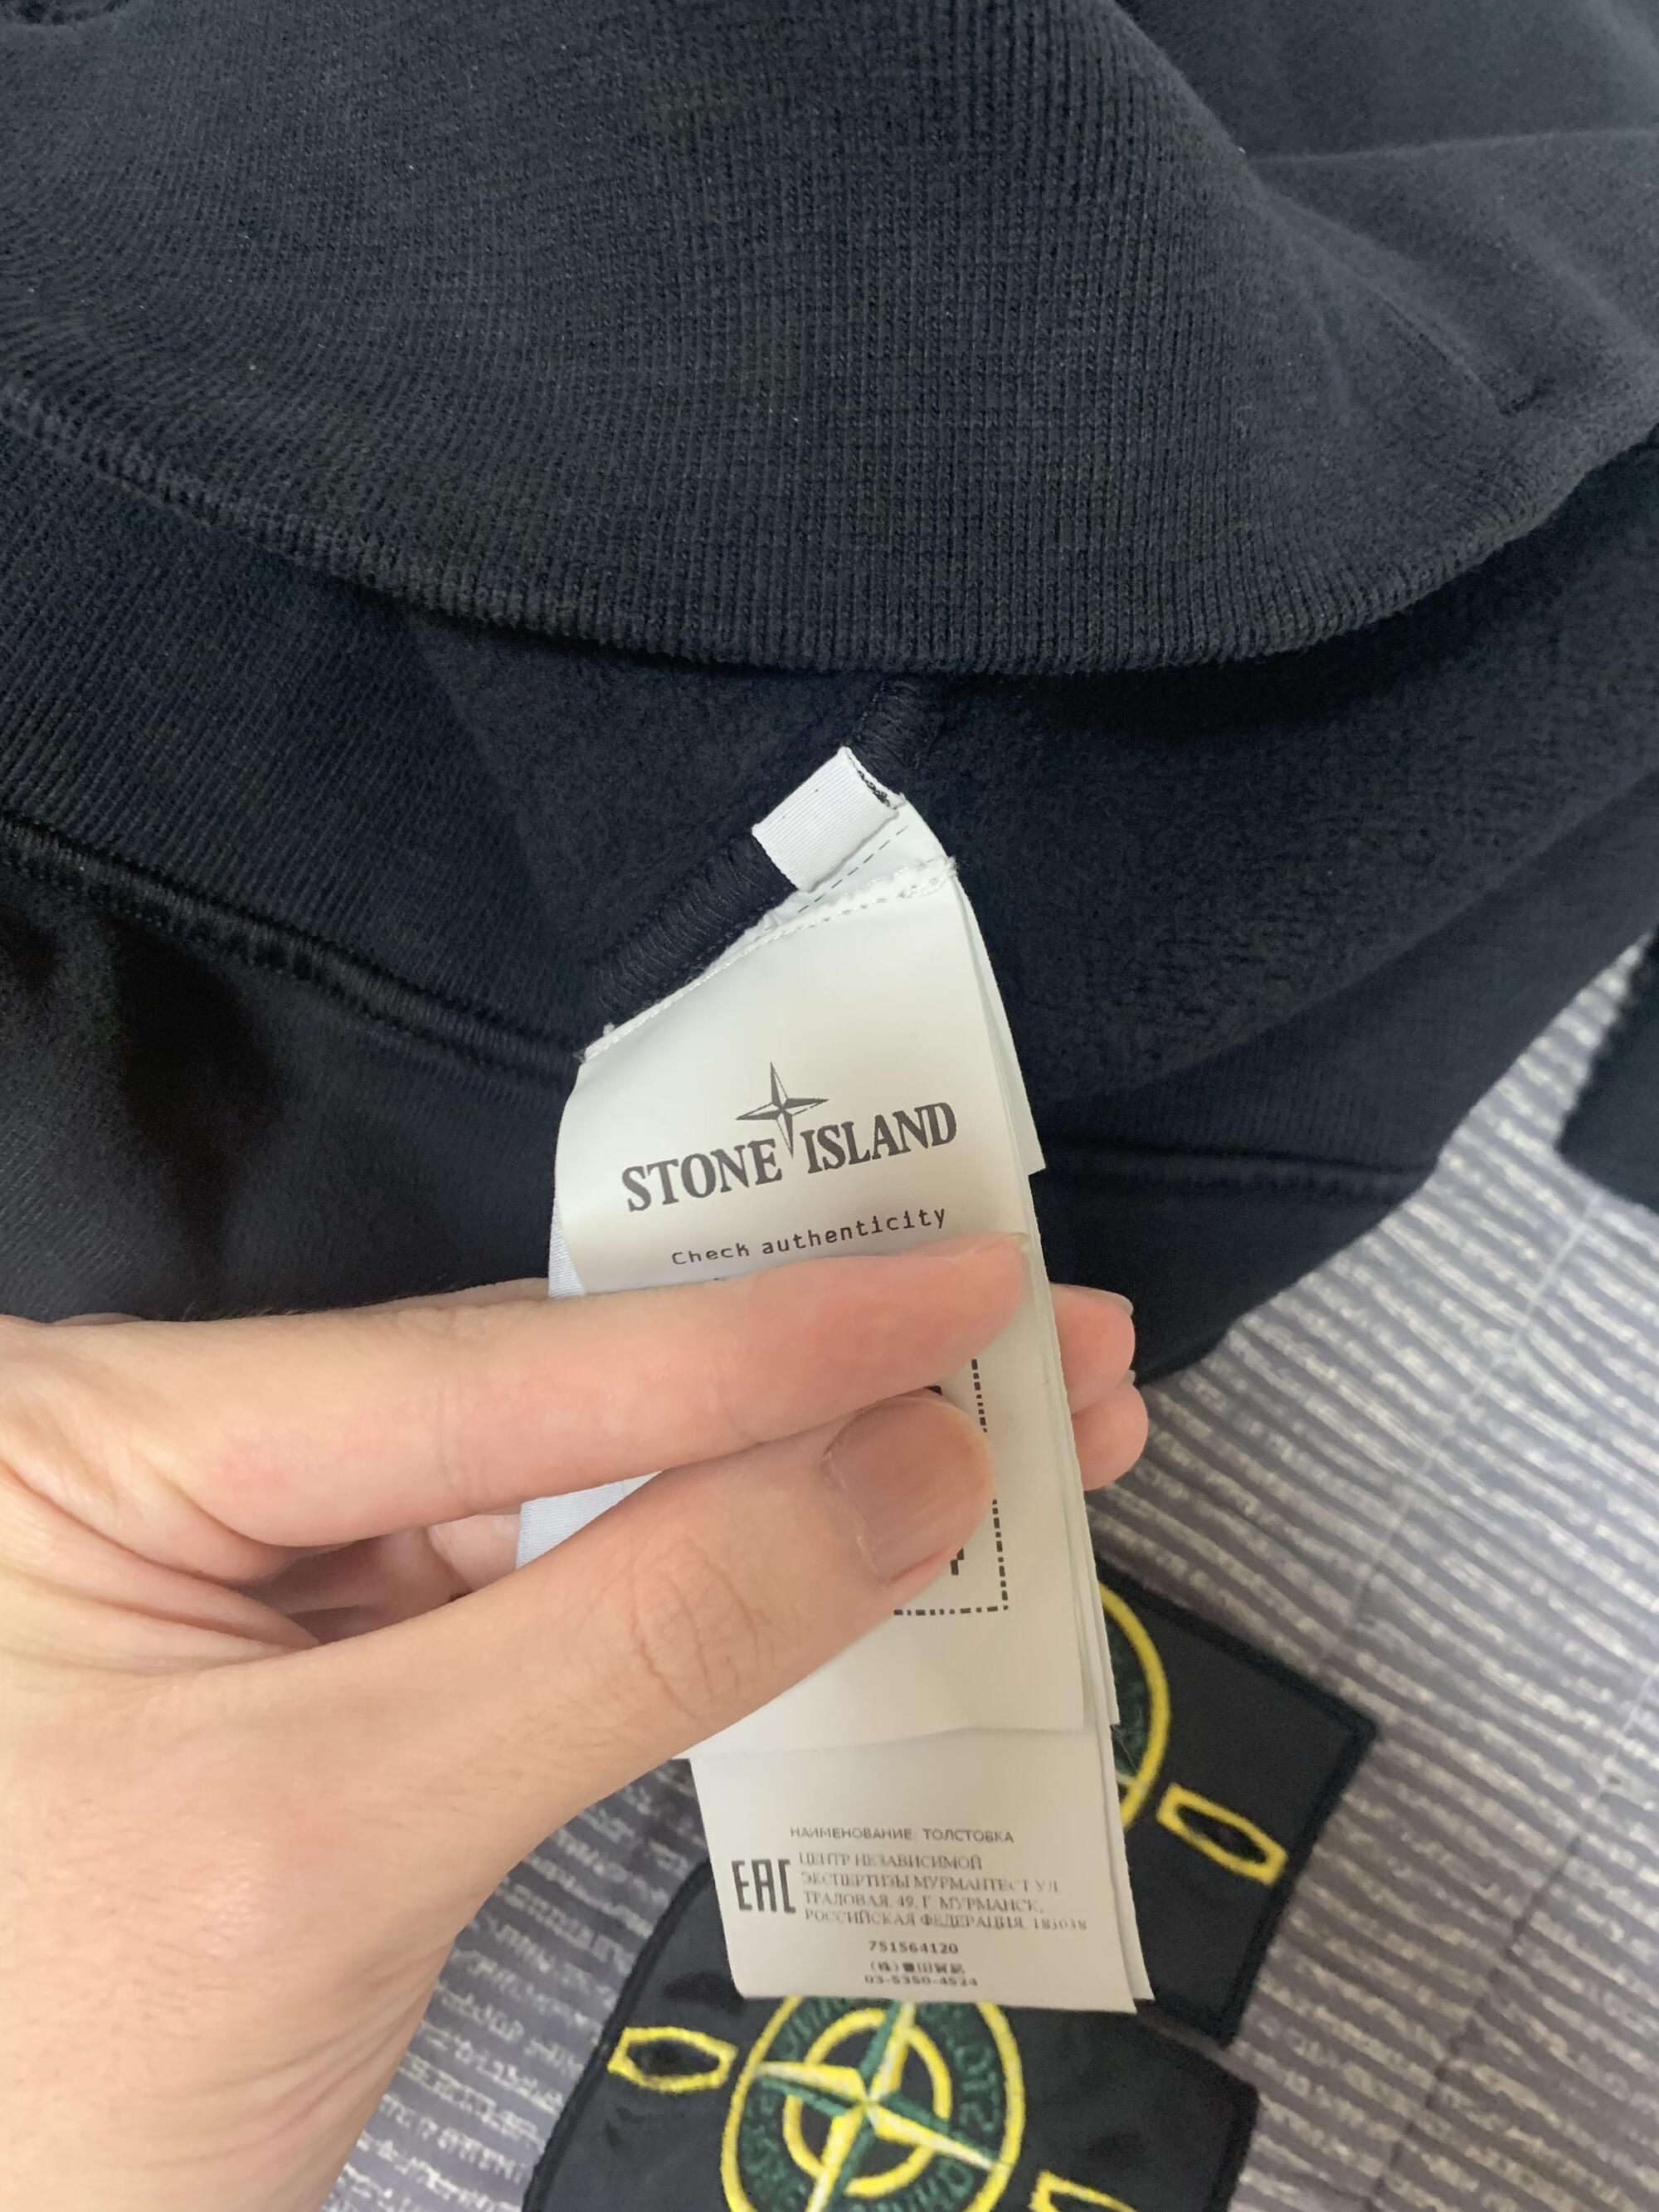 STONE ISLAND
Check authenticity
НАИМЕНОВАНИЕ: ТОЛСТОВКА
EAC
ЦЕНТР НЕЗАВИСИМОЙ
ЭКСПЕРТИЗЫ МУРМАНТЕСТ УЛ
ТРАЛОВАЯ, 49, Г. МУРМАНСК,
РОССИЙСКАЯ ФЕДЕРАЦИЯ, 183038
751564120
03-5350-4524